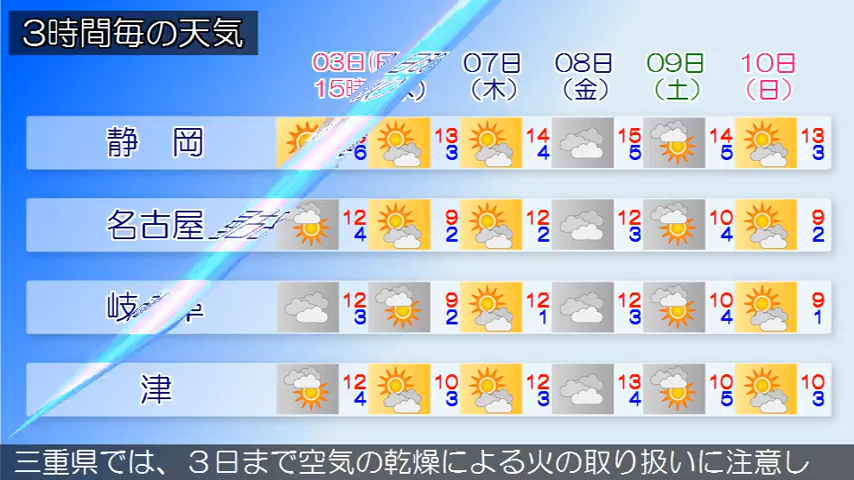 3時間毎の天気
03日(日)
15時
07日 08日 09日 10日
(木) (金) (土) (日)
静岡 6 13 3 14 4 15 5 14 5 13 3
名古屋 12 4 9 2 12 2 12 3 10 4 9 2
岐阜 12 3 9 2 12 1 12 3 10 4 9 1
津 12 4 10 3 12 3 13 4 10 5 10 3
三重県では、3日まで空気の乾燥による火の取り扱いに注意し